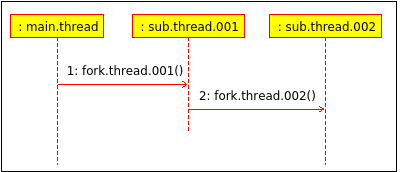 : main.thread
: sub.thread.001
: sub.thread.002
1: fork.thread.001()
2: fork.thread.002()